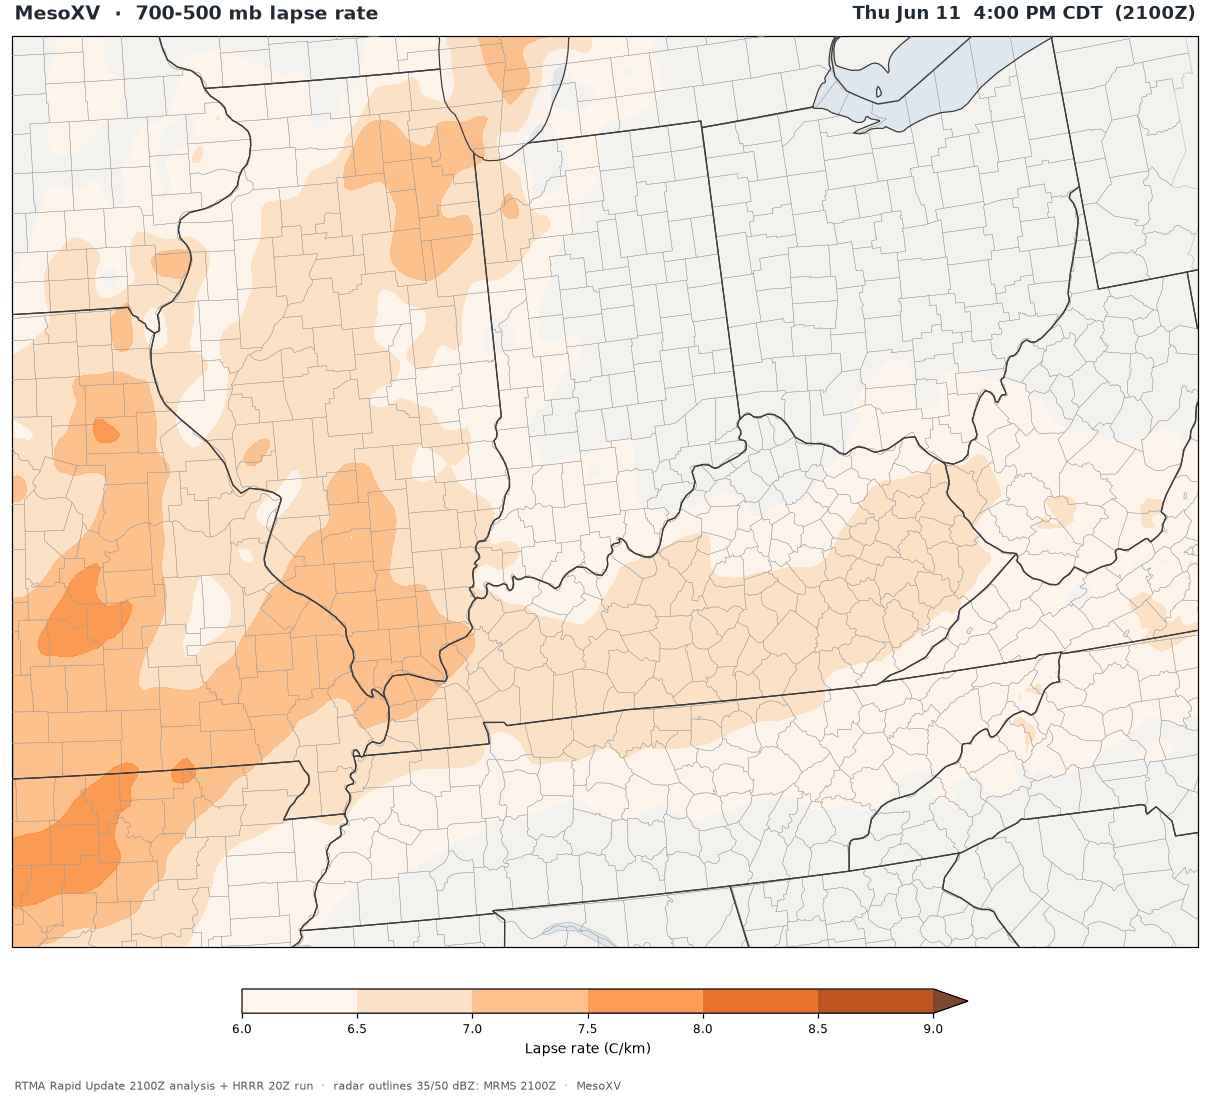 MesoXV · 700-500 mb lapse rate
Thu Jun 11 4:00 PM CDT (2100Z)
6.0 6.5 7.0 7.5 8.0 8.5 9.0
Lapse rate (C/km)
RTMA Rapid Update 2100Z analysis + HRRR 20Z run · radar outlines 35/50 dBZ: MRMS 2100Z · MesoXV